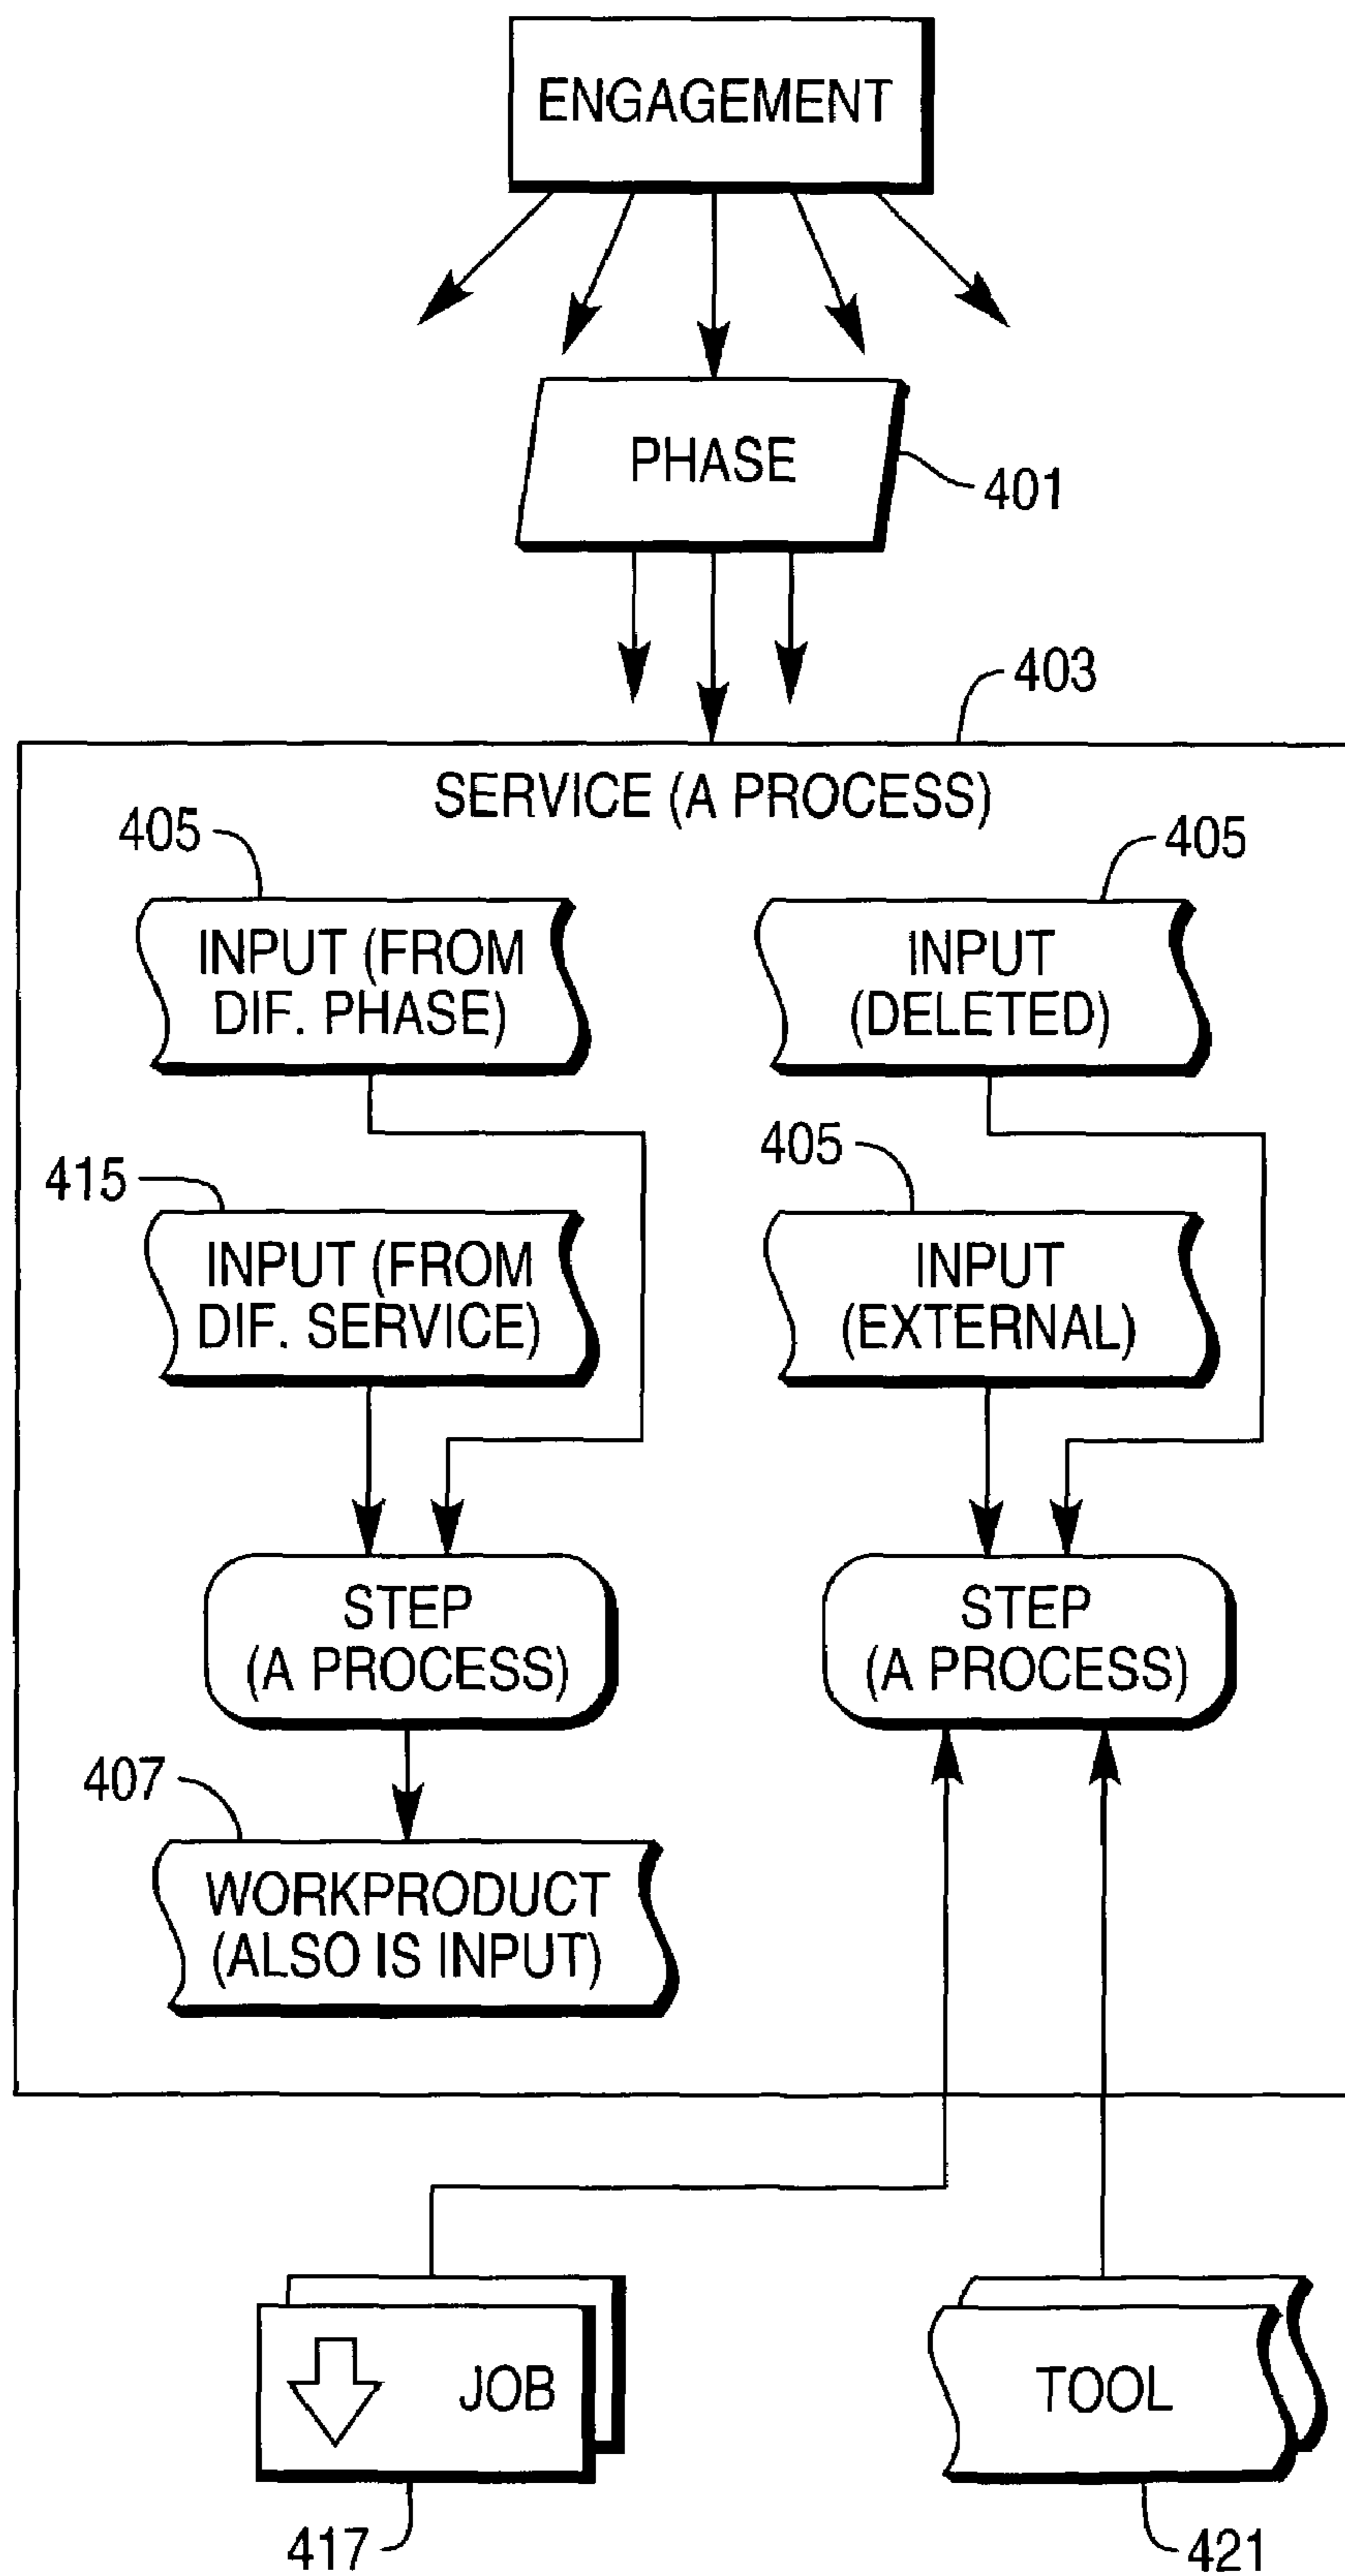 ENGAGEMENT
PHASE
401
403
SERVICE (A PROCESS)
405
405
INPUT (FROM
DIF. PHASE)
INPUT
(DELETED)
405
415
INPUT (FROM
DIF. SERVICE)
INPUT
(EXTERNAL)
STEP
(A PROCESS)
STEP
(A PROCESS)
407
WORKPRODUCT
(ALSO IS INPUT)
JOB
TOOL
417
421